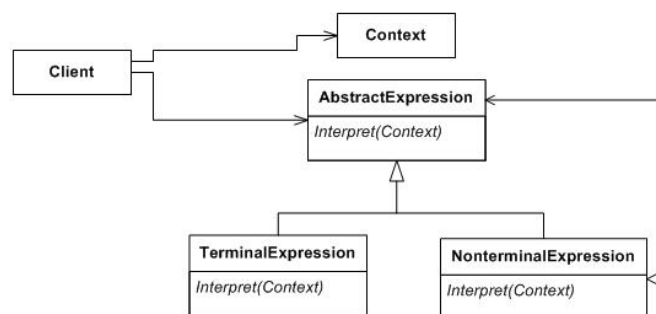 Context
Client
AbstractExpression
Interpret(Context)
TerminalExpression
Interpret(Context)
NonterminalExpression
Interpret(Context)